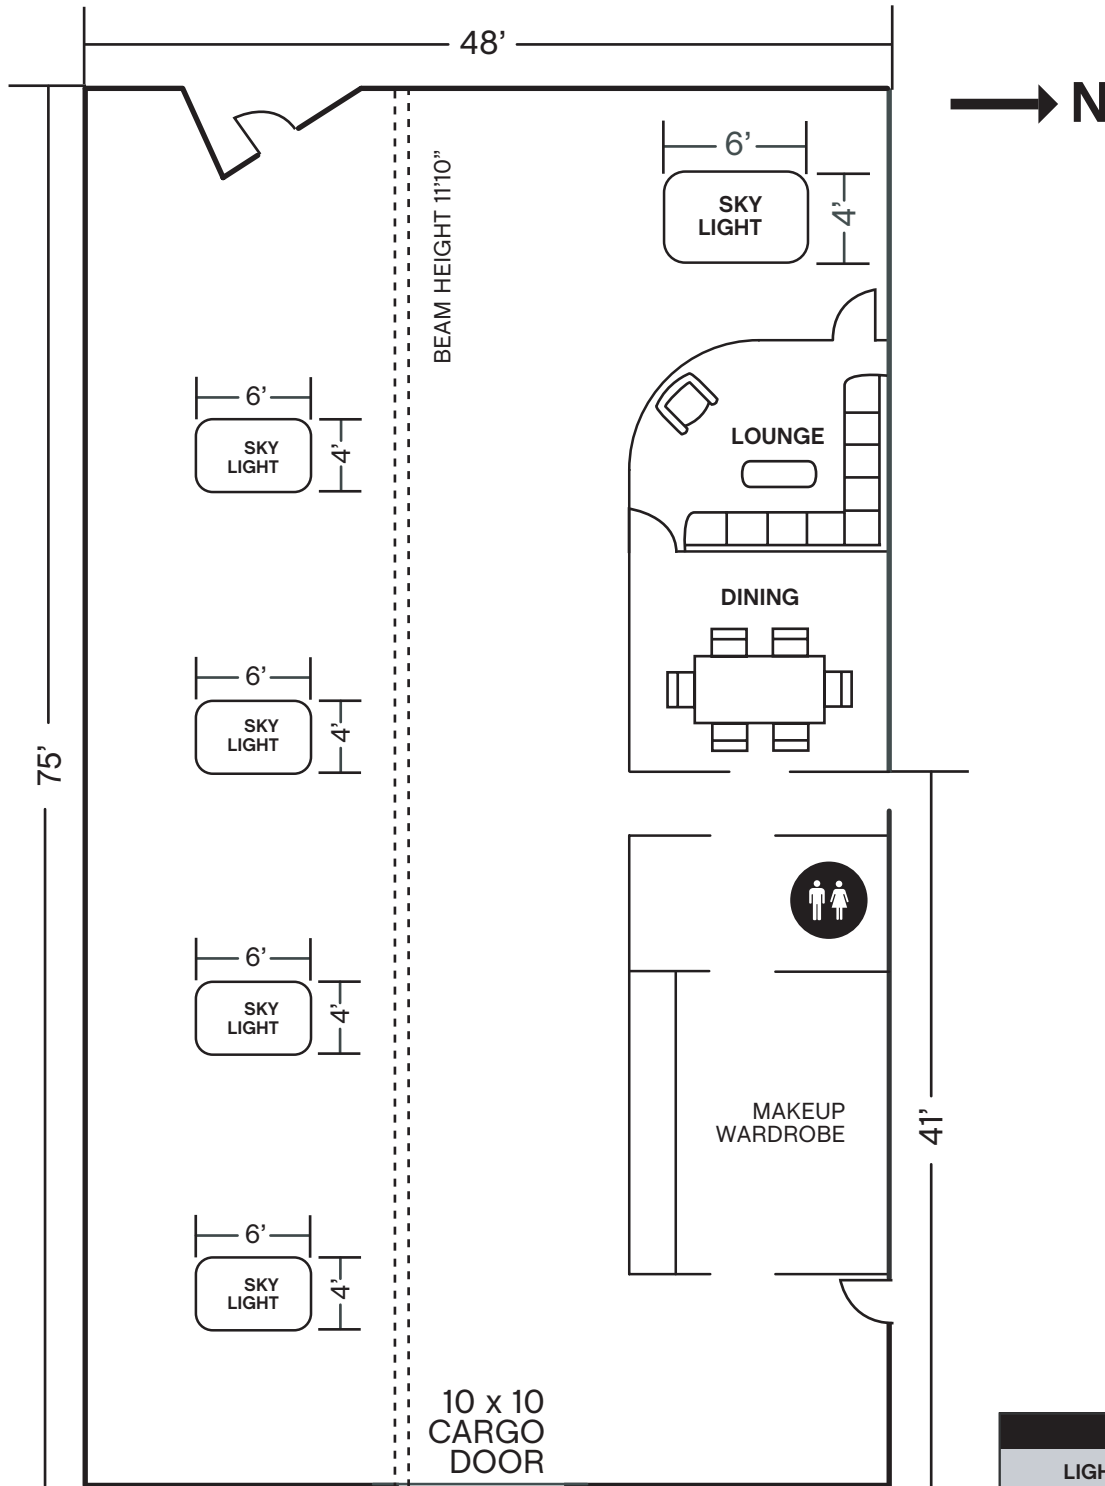 48’
N
6’
SKY
LIGHT
4’
BEAM HEIGHT 11’10”
6’
SKY
LIGHT
4’
LOUNGE
DINING
6’
SKY
LIGHT
4’
75’
6’
SKY
LIGHT
4’
MAKEUP
WARDROBE
41’
6’
SKY
LIGHT
4’
10 x 10
CARGO
DOOR